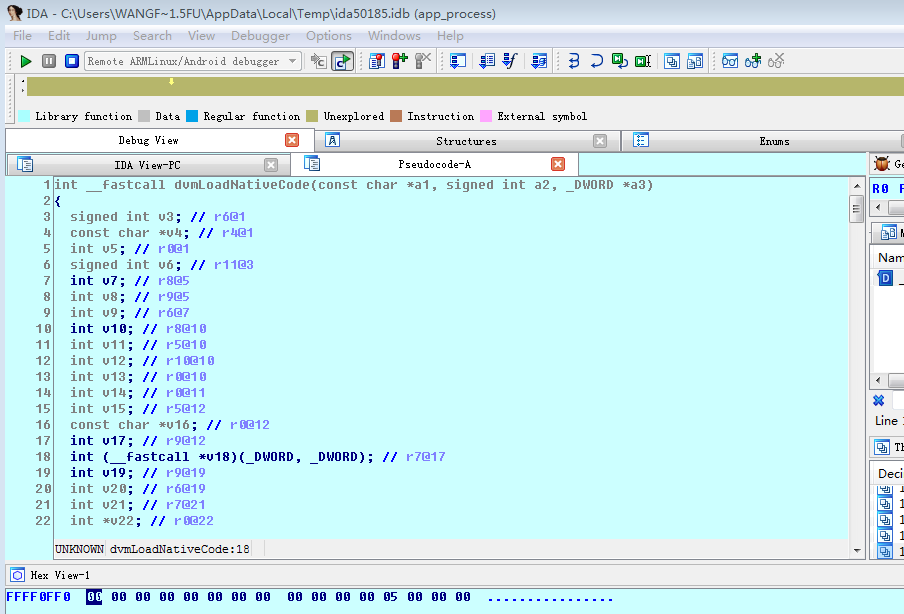 IDA - C:\Users\WANGF~1.5FU\AppData\Local\Temp\ida50185.idb (app_process)
File Edit Jump Search View Debugger Options Windows Help
Remote ARMLinux/Android debugger
Library function Data Regular function Unexplored Instruction External symbol
Debug View Structures Enums
IDA View-PC Pseudocode-A
1 int __fastcall dvmLoadNativeCode(const char *a1, signed int a2, _DWORD *a3)
2 {
3 signed int v3; // r6@1
4 const char *v4; // r4@1
5 int v5; // r0@1
6 signed int v6; // r11@3
7 int v7; // r8@5
8 int v8; // r9@5
9 int v9; // r6@7
10 int v10; // r8@10
11 int v11; // r5@10
12 int v12; // r10@10
13 int v13; // r0@10
14 int v14; // r0@11
15 int v15; // r5@12
16 const char *v16; // r0@12
17 int v17; // r9@12
18 int (__fastcall *v18)(_DWORD, _DWORD); // r7@17
19 int v19; // r9@19
20 int v20; // r6@19
21 int v21; // r7@21
22 int *v22; // r0@22
UNKNOWN dvmLoadNativeCode:18
R0
Nam
Line
Th
Deci
Hex View-1
FFFF0FF0 00 00 00 00 00 00 00 00 00 00 00 00 05 00 00 00 ................